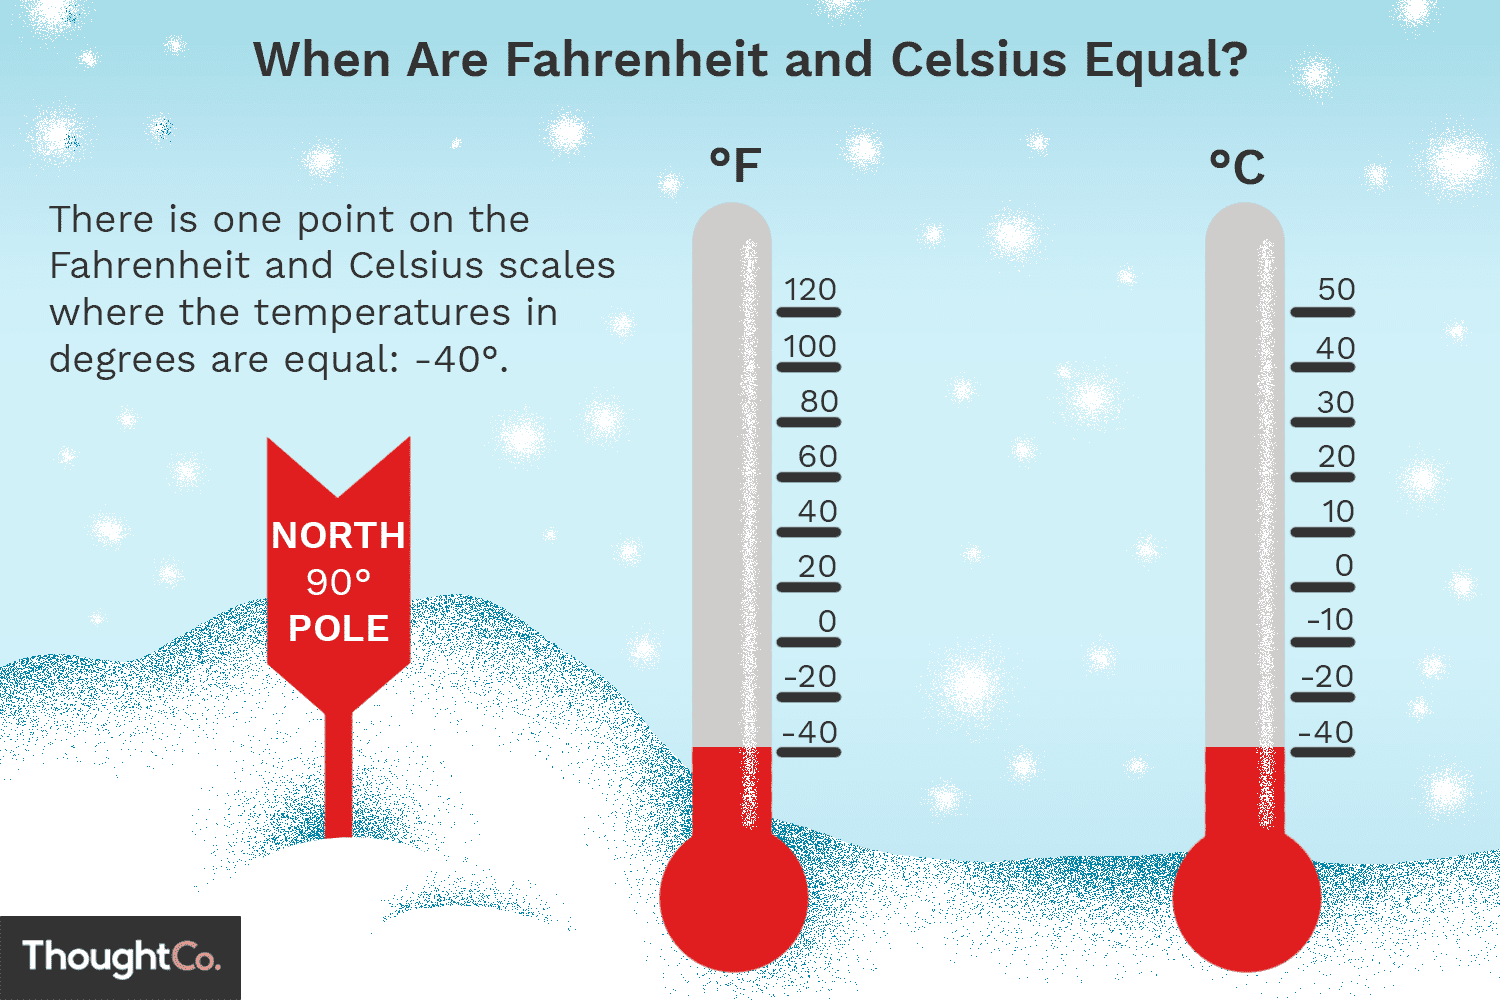 When Are Fahrenheit and Celsius Equal?
There is one point on the
Fahrenheit and Celsius scales
where the temperatures in
degrees are equal: -40°.
NORTH
90°
POLE
°F
120
100
80
60
40
20
0
-20
-40
°C
50
40
30
20
10
0
-10
-20
-40
ThoughtCo.